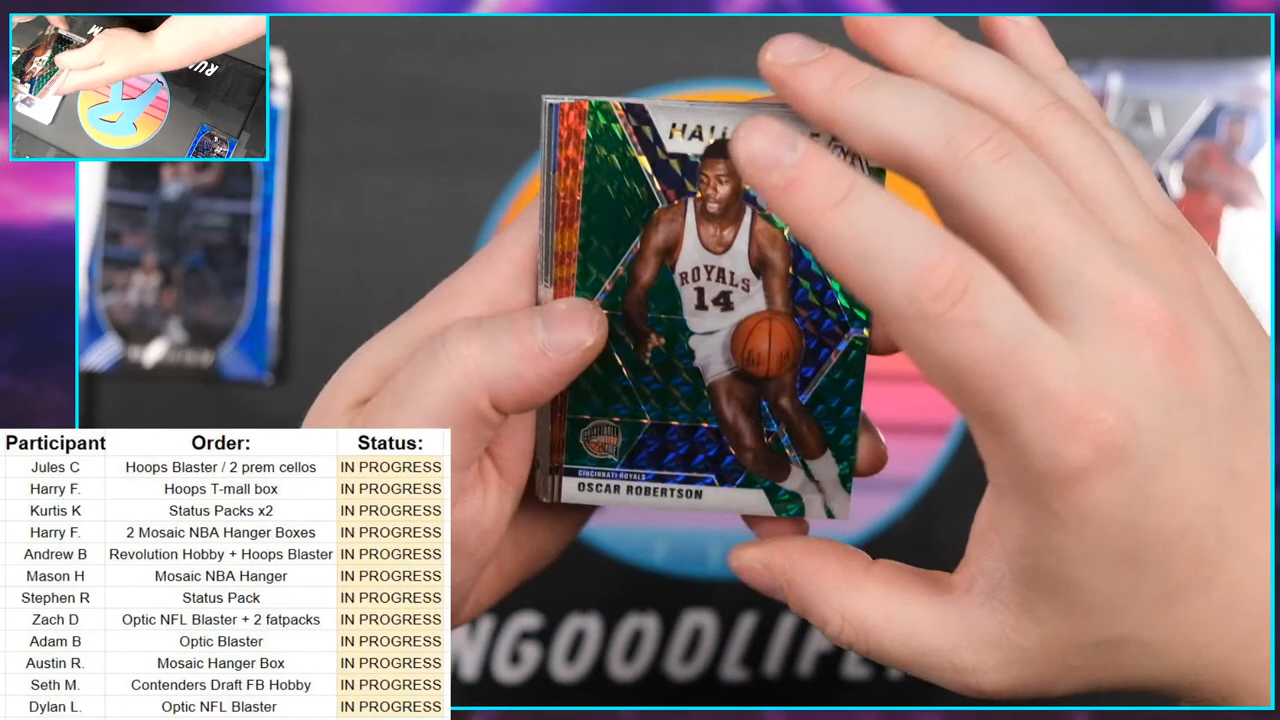 HALL
ROYALS
14
CINCINNATI ROYALS
OSCAR ROBERTSON
Participant Order: Status:
Jules C Hoops Blaster / 2 prem cellos IN PROGRESS
Harry F. Hoops T-mall box IN PROGRESS
Kurtis K Status Packs x2 IN PROGRESS
Harry F. 2 Mosaic NBA Hanger Boxes IN PROGRESS
Andrew B Revolution Hobby + Hoops Blaster IN PROGRESS
Mason H Mosaic NBA Hanger IN PROGRESS
Stephen R Status Pack IN PROGRESS
Zach D Optic NFL Blaster + 2 fatpacks IN PROGRESS
Adam B Optic Blaster IN PROGRESS
Austin R. Mosaic Hanger Box IN PROGRESS
Seth M. Contenders Draft FB Hobby IN PROGRESS
Dylan L. Optic NFL Blaster IN PROGRESS
NGOODLIFE